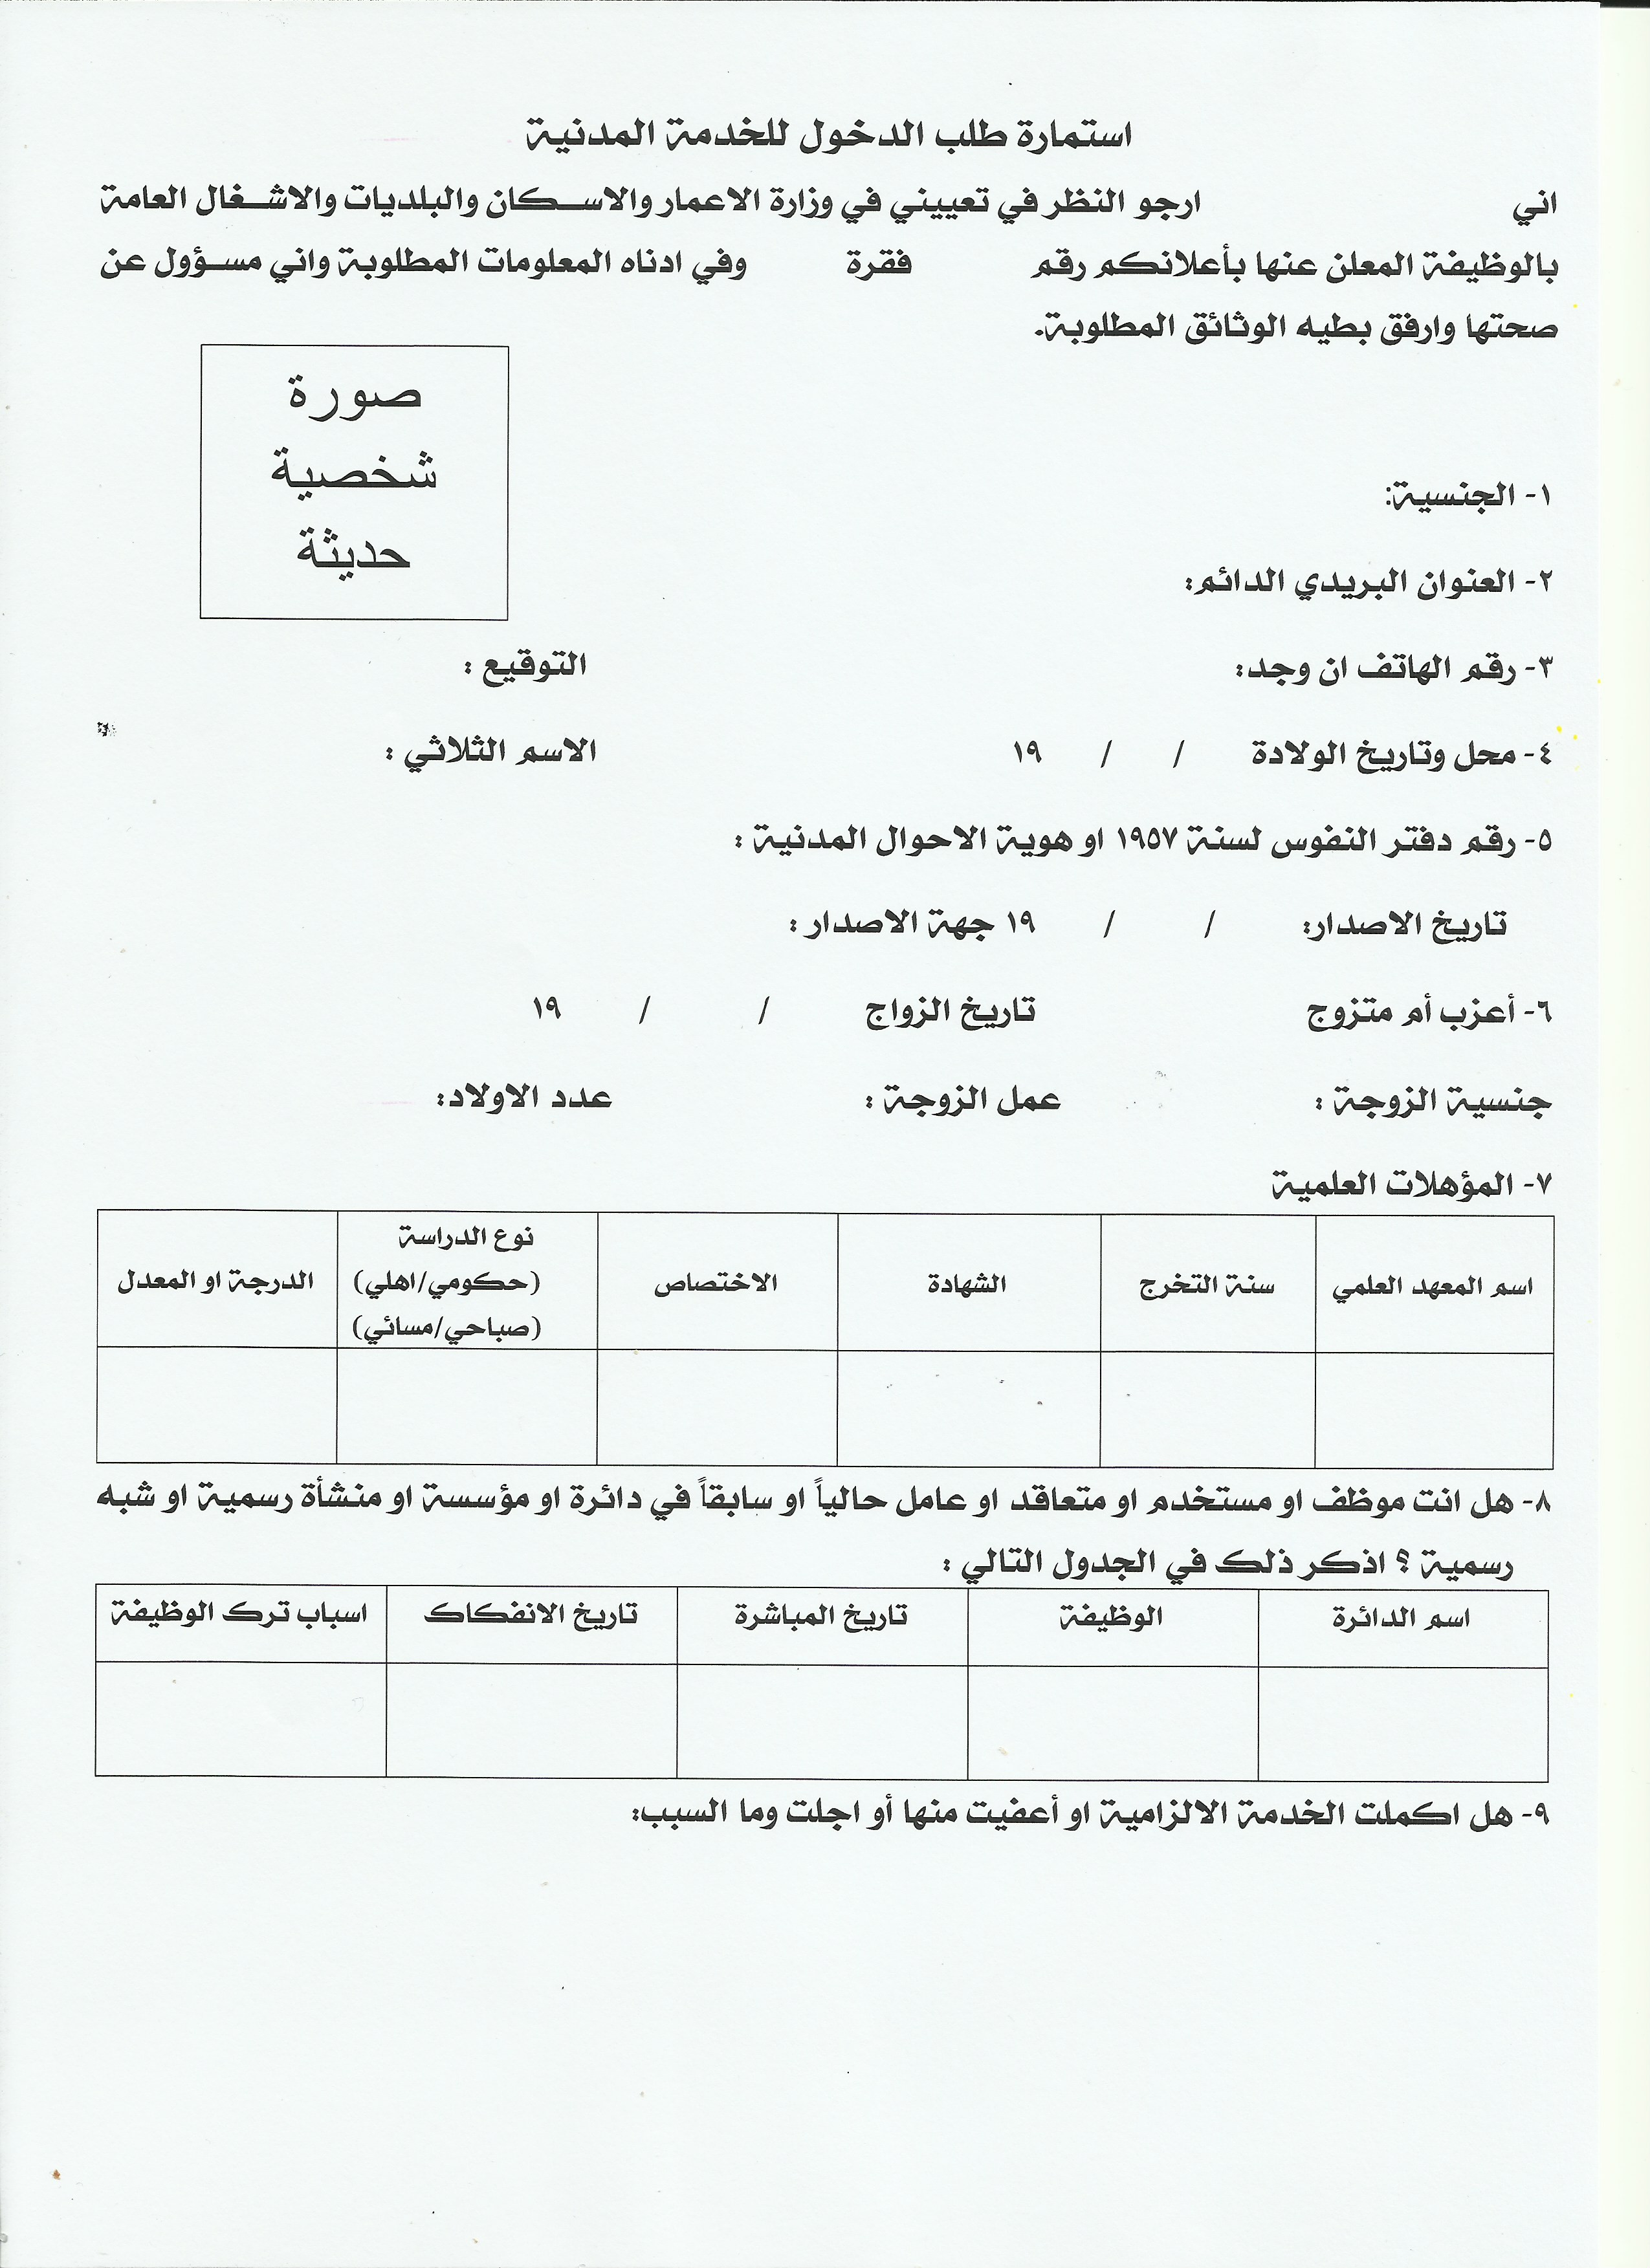 استمارة طلب الدخول للخدمة المدنية
اني ارجو النظر في تعييني في وزارة الاعمار والاسكان والبلديات والاشغال العامة
بالوظيفة المعلن عنها بأعلانكم رقم فقرة وفي ادناه المعلومات المطلوبة واني مسؤول عن
صحتها وارفق بطيه الوثائق المطلوبة.
صورة
شخصية
حديثة
١- الجنسية:
٢- العنوان البريدي الدائم:
٣- رقم الهاتف ان وجد: التوقيع :
٤- محل وتاريخ الولادة / / ١٩ الاسم الثلاثي :
٥- رقم دفتر النفوس لسنة ١٩٥٧ او هوية الاحوال المدنية :
تاريخ الاصدار: / / ١٩ جهة الاصدار :
٦- أعزب أم متزوج تاريخ الزواج / / ١٩
جنسية الزوجة : عمل الزوجة : عدد الاولاد:
٧- المؤهلات العلمية
اسم المعهد العلمي سنة التخرج الشهادة الاختصاص نوع الدراسة الدرجة او المعدل
(حكومي/اهلي)
(صباحي/مسائي)
٨- هل انت موظف او مستخدم او متعاقد او عامل حالياً او سابقاً في دائرة او مؤسسة او منشأة رسمية او شبه
رسمية ؟ اذكر ذلك في الجدول التالي :
اسم الدائرة الوظيفة تاريخ المباشرة تاريخ الانفكاك اسباب ترك الوظيفة
٩- هل اكملت الخدمة الالزامية او أعفيت منها أو اجلت وما السبب: